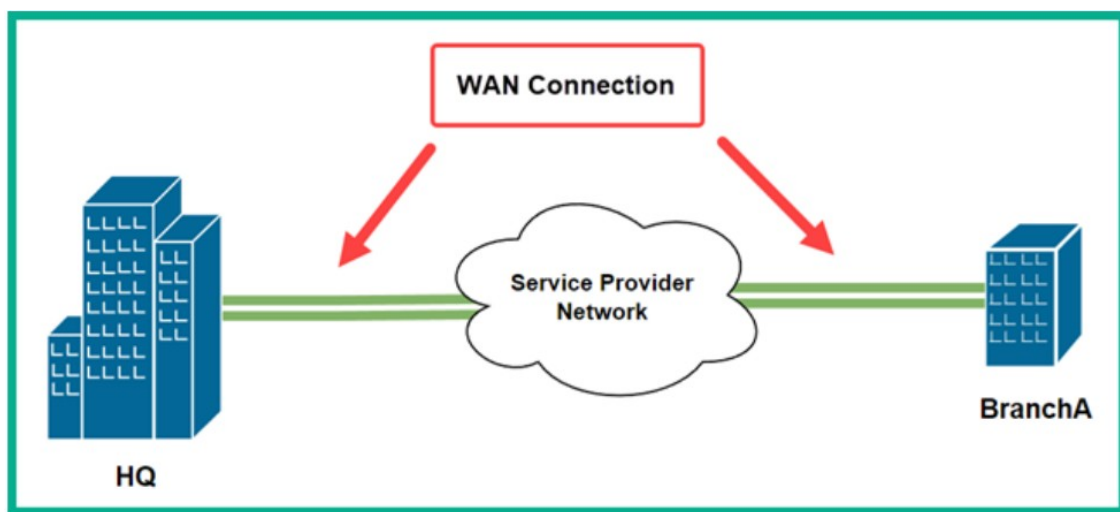 WAN Connection
Service Provider
Network
BranchA
HQ